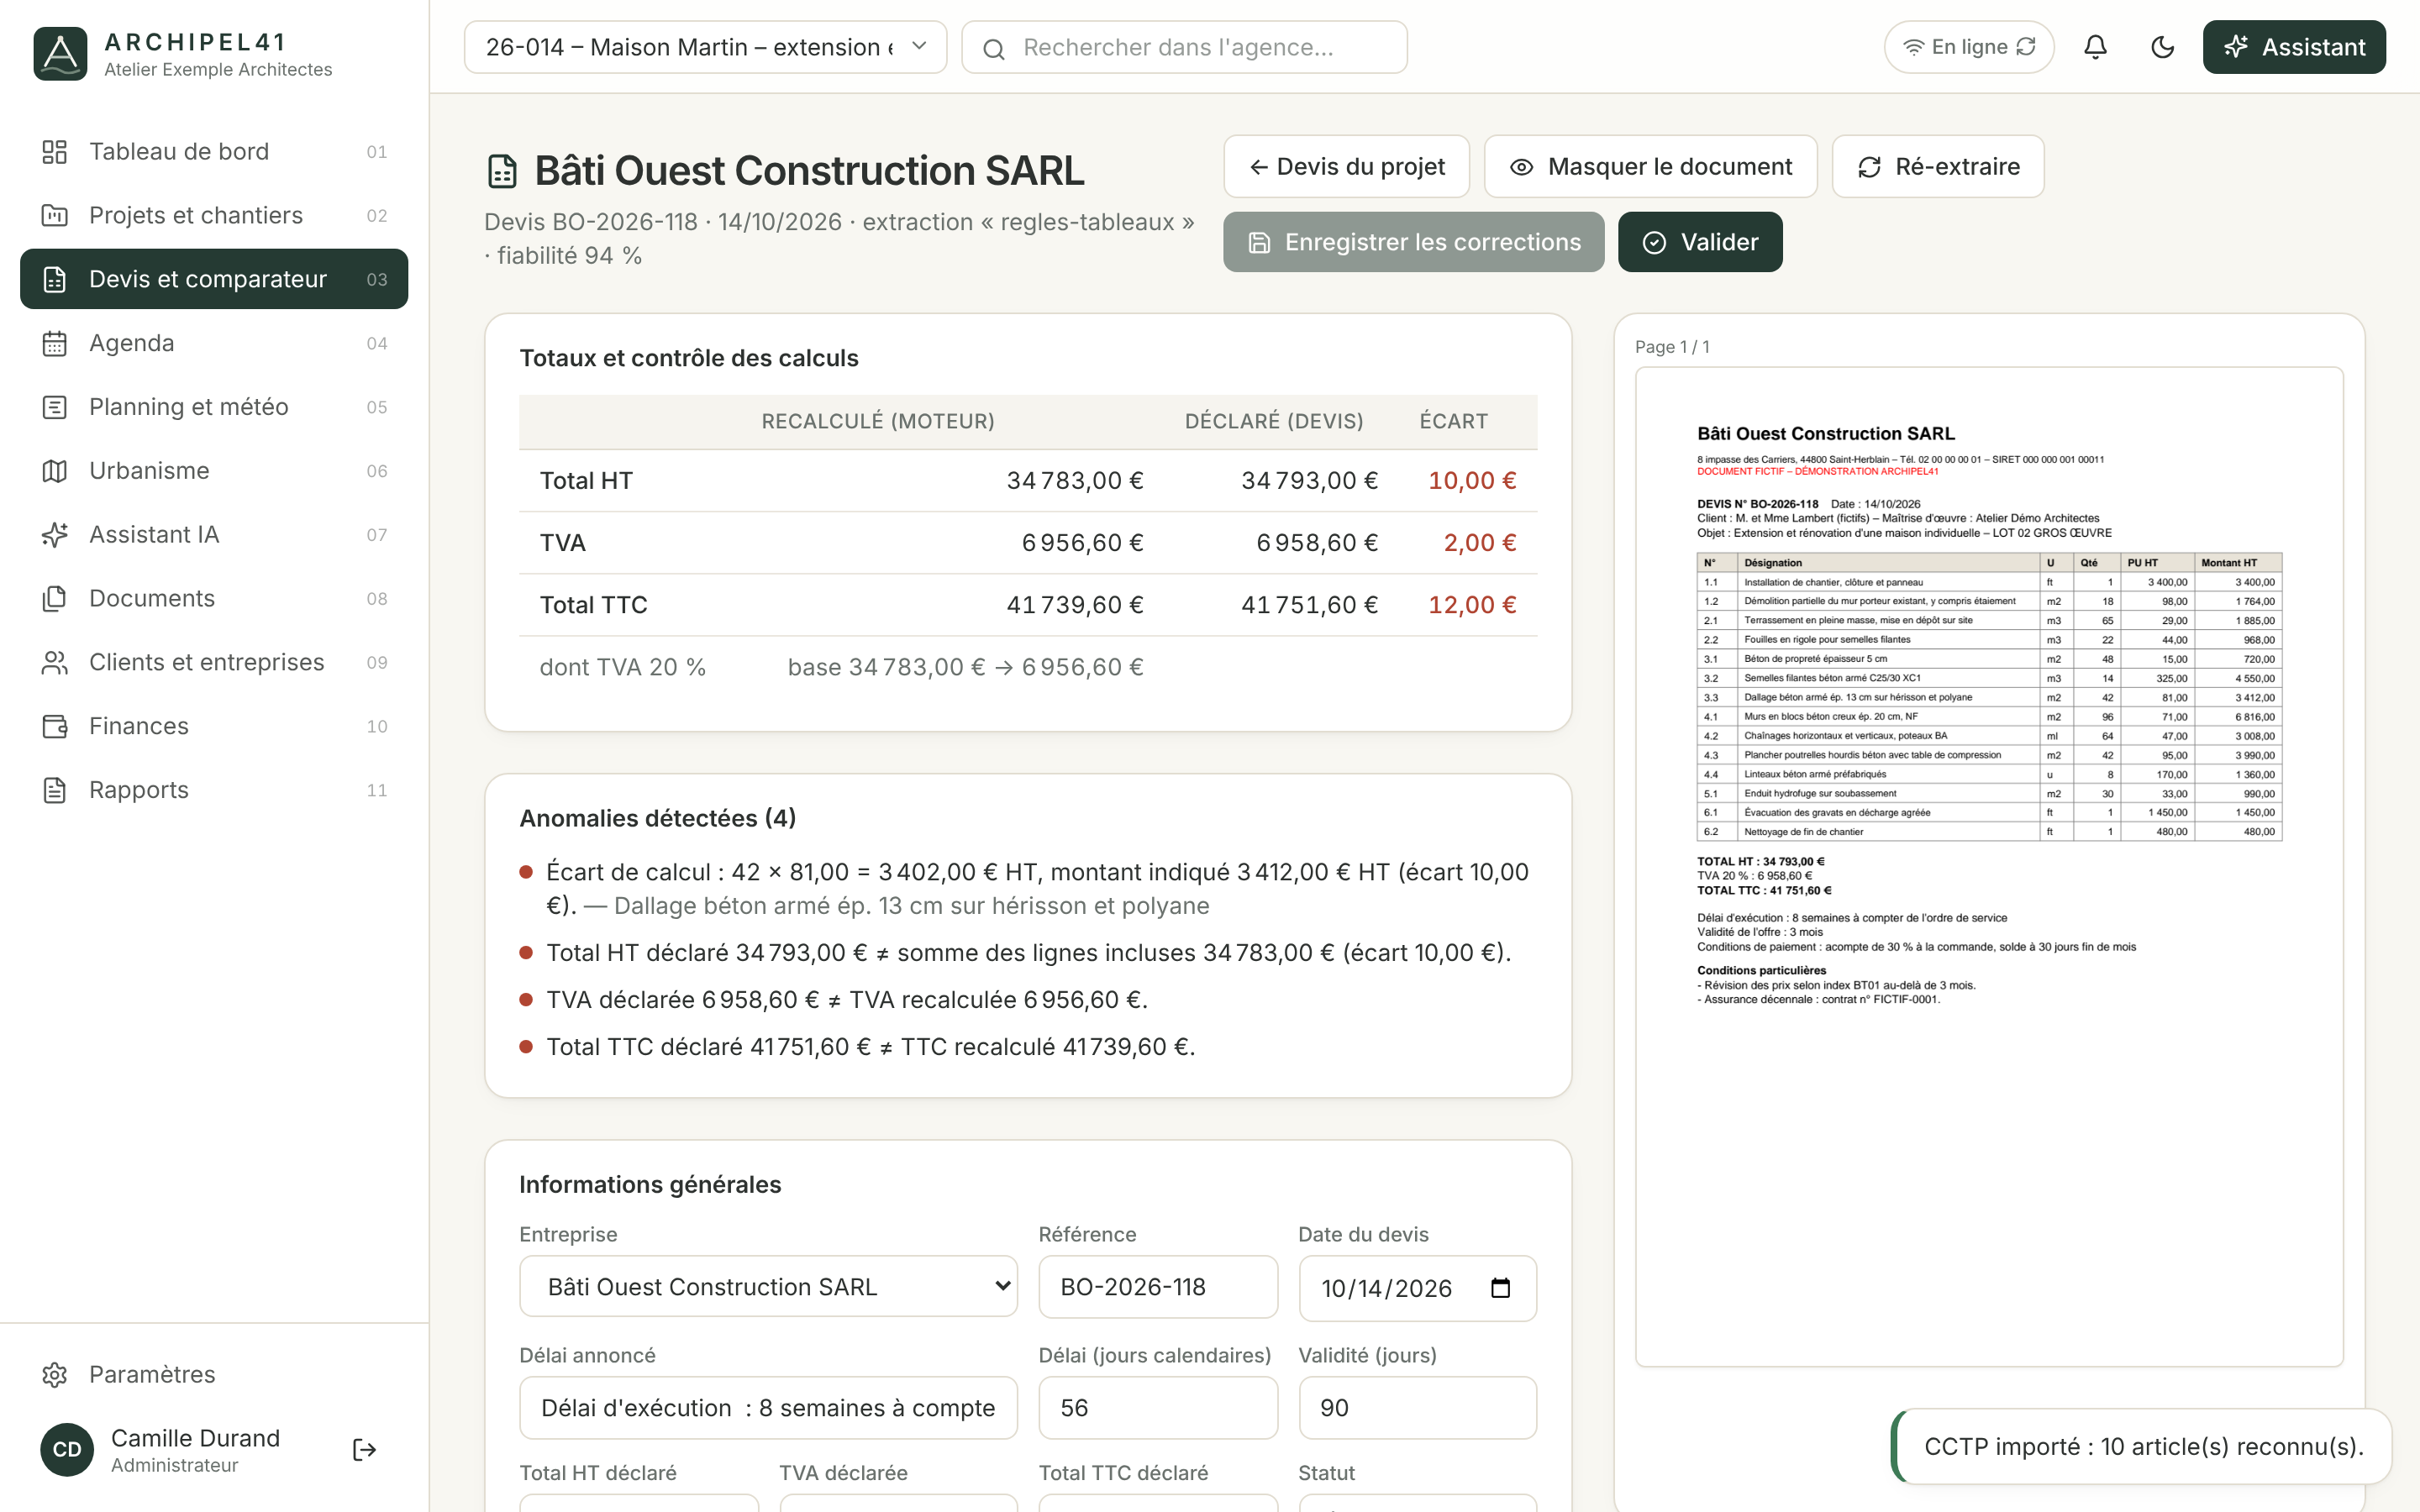 ARCHIPEL41
Atelier Exemple Architectes
Tableau de bord 01
Projets et chantiers 02
Devis et comparateur 03
Agenda 04
Planning et météo 05
Urbanisme 06
Assistant IA 07
Documents 08
Clients et entreprises 09
Finances 10
Rapports 11
Paramètres
CD
Camille Durand
Administrateur
26-014 – Maison Martin – extension e
Rechercher dans l'agence...
En ligne
Assistant
Bâti Ouest Construction SARL
Devis BO-2026-118 · 14/10/2026 · extraction « regles-tableaux »
· fiabilité 94 %
← Devis du projet
Masquer le document
Ré-extraire
Enregistrer les corrections
Valider
Totaux et contrôle des calculs
RECALCULÉ (MOTEUR) DÉCLARÉ (DEVIS) ÉCART
Total HT 34 783,00 € 34 793,00 € 10,00 €
TVA 6 956,60 € 6 958,60 € 2,00 €
Total TTC 41 739,60 € 41 751,60 € 12,00 €
dont TVA 20 % base 34 783,00 € → 6 956,60 €
Anomalies détectées (4)
Écart de calcul : 42 × 81,00 = 3 402,00 € HT, montant indiqué 3 412,00 € HT (écart 10,00
€). — Dallage béton armé ép. 13 cm sur hérisson et polyane
Total HT déclaré 34 793,00 € ≠ somme des lignes incluses 34 783,00 € (écart 10,00 €).
TVA déclarée 6 958,60 € ≠ TVA recalculée 6 956,60 €.
Total TTC déclaré 41 751,60 € ≠ TTC recalculé 41 739,60 €.
Informations générales
Entreprise Référence Date du devis
Bâti Ouest Construction SARL BO-2026-118 10/14/2026
Délai annoncé Délai (jours calendaires) Validité (jours)
Délai d'exécution : 8 semaines à compte 56 90
Total HT déclaré TVA déclarée Total TTC déclaré Statut
Page 1 / 1
Bâti Ouest Construction SARL
8 impasse des Carriers, 44800 Saint-Herblain – Tél. 02 00 00 00 01 – SIRET 000 000 001 00011
DOCUMENT FICTIF – DÉMONSTRATION ARCHIPEL41
DEVIS N° BO-2026-118 Date : 14/10/2026
Client : M. et Mme Lambert (fictifs) – Maîtrise d'œuvre : Atelier Démo Architectes
Objet : Extension et rénovation d'une maison individuelle – LOT 02 GROS ŒUVRE
N° Désignation U Qté PU HT Montant HT
1.1 Installation de chantier, clôture et panneau ft 1 3 400,00 3 400,00
1.2 Démolition partielle du mur porteur existant, y compris étaiement m2 18 98,00 1 764,00
2.1 Terrassement en pleine masse, mise en dépôt sur site m3 65 29,00 1 885,00
2.2 Fouilles en rigole pour semelles filantes m3 22 44,00 968,00
3.1 Béton de propreté épaisseur 5 cm m2 48 15,00 720,00
3.2 Semelles filantes béton armé C25/30 XC1 m3 14 325,00 4 550,00
3.3 Dallage béton armé ép. 13 cm sur hérisson et polyane m2 42 81,00 3 412,00
4.1 Murs en blocs béton creux ép. 20 cm, NF m2 96 71,00 6 816,00
4.2 Chaînages horizontaux et verticaux, poteaux BA ml 64 47,00 3 008,00
4.3 Plancher poutrelles hourdis béton avec table de compression m2 42 95,00 3 990,00
4.4 Linteaux béton armé préfabriqués u 8 170,00 1 360,00
5.1 Enduit hydrofuge sur soubassement m2 30 33,00 990,00
6.1 Évacuation des gravats en décharge agréée ft 1 1 450,00 1 450,00
6.2 Nettoyage de fin de chantier ft 1 480,00 480,00
TOTAL HT : 34 793,00 €
TVA 20 % : 6 958,60 €
TOTAL TTC : 41 751,60 €
Délai d'exécution : 8 semaines à compter de l'ordre de service
Validité de l'offre : 3 mois
Conditions de paiement : acompte de 30 % à la commande, solde à 30 jours fin de mois
Conditions particulières
- Révision des prix selon index BT01 au-delà de 3 mois.
- Assurance décennale : contrat n° FICTIF-0001.
CCTP importé : 10 article(s) reconnu(s).